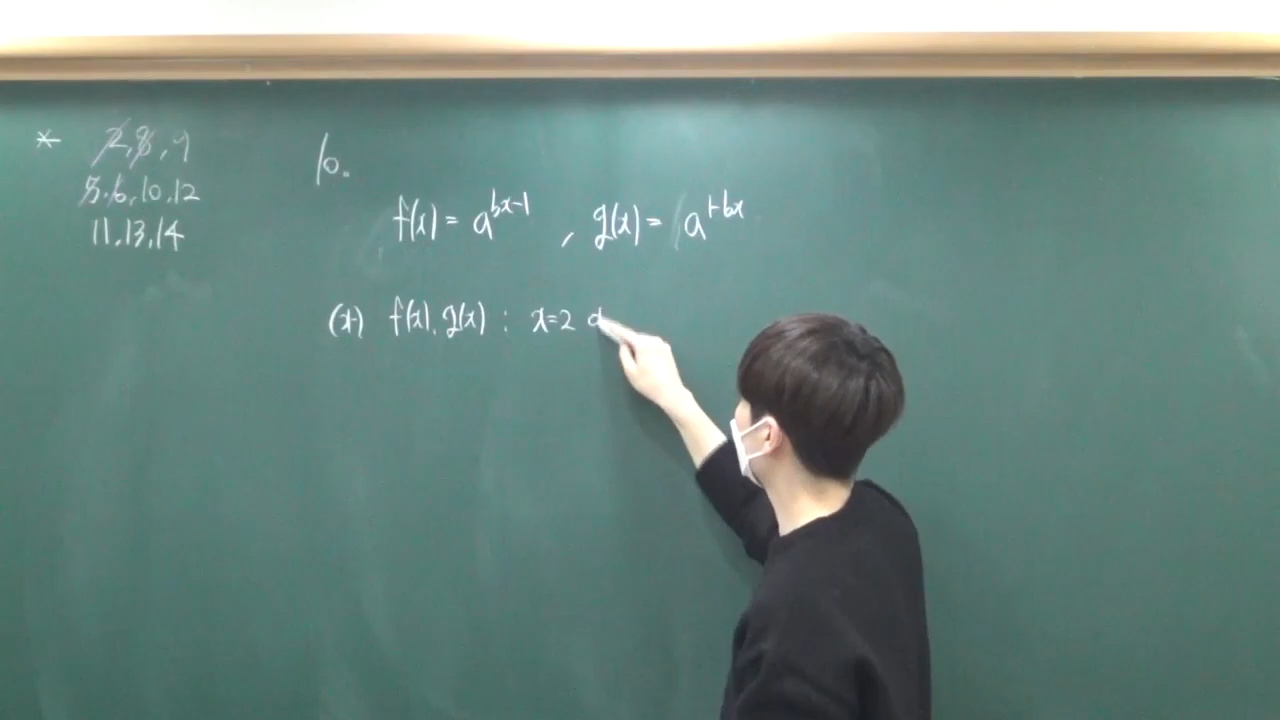 * 2, 8, 9
5, 6, 10, 12
11, 13, 14
10.
f(x) = a^{bx-1} , g(x) = a^{1-bx}
(가) f(x), g(x) : x=2